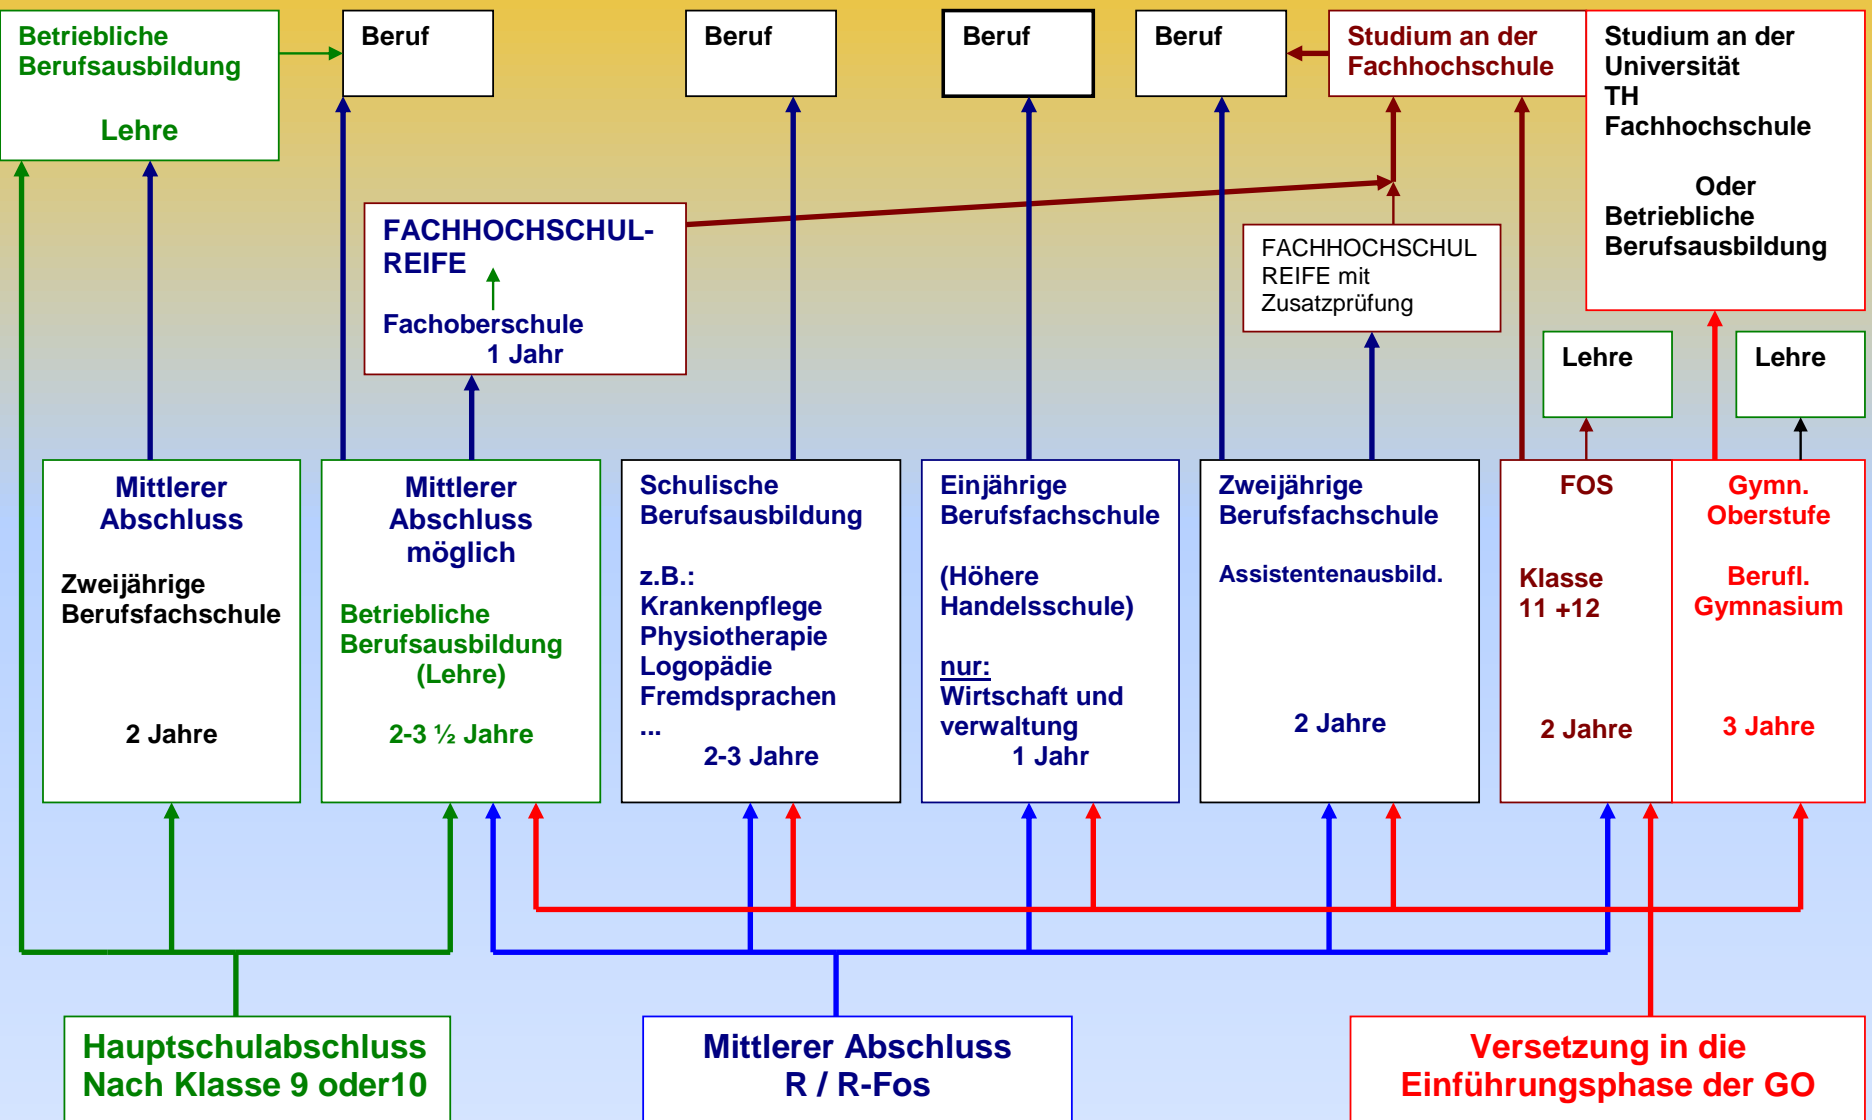 Betriebliche
Berufsausbildung
Lehre
Beruf
Beruf
Beruf
Beruf
Studium an der
Fachhochschule
Studium an der
Universität
TH
Fachhochschule
Oder
Betriebliche
Berufsausbildung
FACHHOCHSCHUL-
REIFE
Fachoberschule
1 Jahr
FACHHOCHSCHUL
REIFE mit
Zusatzprüfung
Lehre
Lehre
Mittlerer
Abschluss
Zweijährige
Berufsfachschule
2 Jahre
Mittlerer
Abschluss
möglich
Betriebliche
Berufsausbildung
(Lehre)
2-3 ½ Jahre
Schulische
Berufsausbildung
z.B.:
Krankenpflege
Physiotherapie
Logopädie
Fremdsprachen
...
2-3 Jahre
Einjährige
Berufsfachschule
(Höhere
Handelsschule)
nur:
Wirtschaft und
verwaltung
1 Jahr
Zweijährige
Berufsfachschule
Assistentenausbild.
2 Jahre
FOS
Klasse
11 +12
2 Jahre
Gymn.
Oberstufe
Berufl.
Gymnasium
3 Jahre
Hauptschulabschluss
Nach Klasse 9 oder10
Mittlerer Abschluss
R / R-Fos
Versetzung in die
Einführungsphase der GO